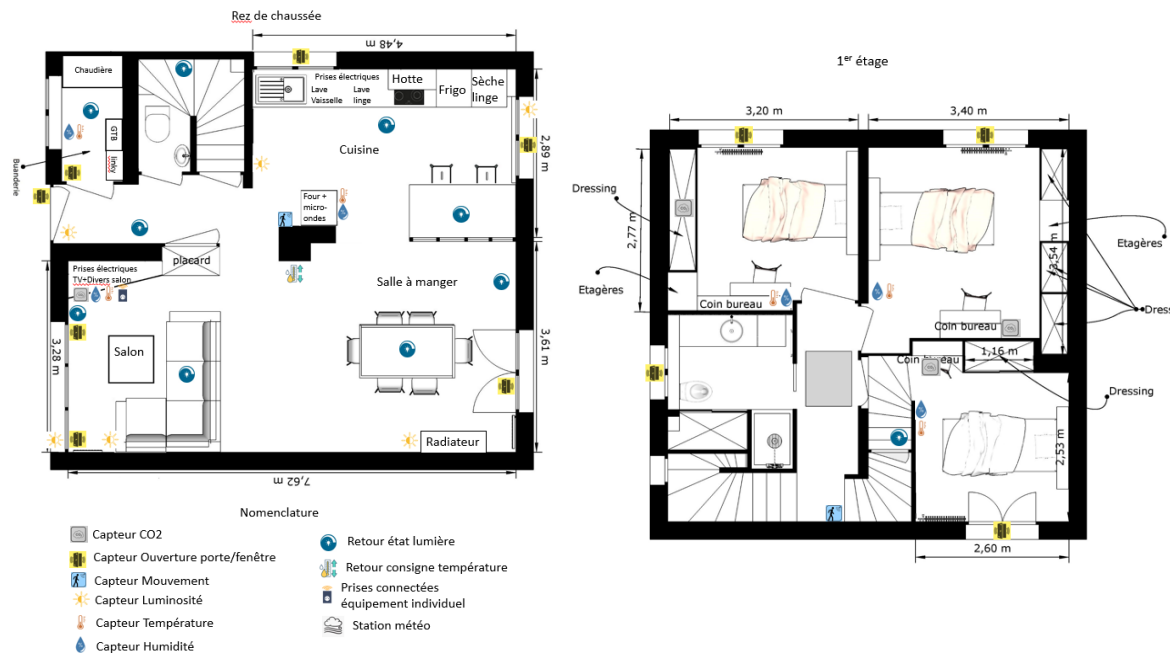 Rez de chaussée
4,48 m
Chaudière
GTB
linky
Buanderie
Prises électriques
Lave Lave
Vaisselle linge
Hotte
Frigo
Sèche
linge
2,89 m
Cuisine
Four +
micro-
ondes
placard
Prises électriques
TV+Divers salon
Salle à manger
Salon
3,28 m
3,61 m
Radiateur
7,62 m
1er étage
3,20 m
3,40 m
Dressing
2,77 m
Etagères
Coin bureau
3,54 m
Etagères
Coin bureau
Dress
Coin bureau
1,16 m
Dressing
2,53 m
2,60 m
Nomenclature
Capteur CO2
Capteur Ouverture porte/fenêtre
Capteur Mouvement
Capteur Luminosité
Capteur Température
Capteur Humidité
Retour état lumière
Retour consigne température
Prises connectées
équipement individuel
Station météo